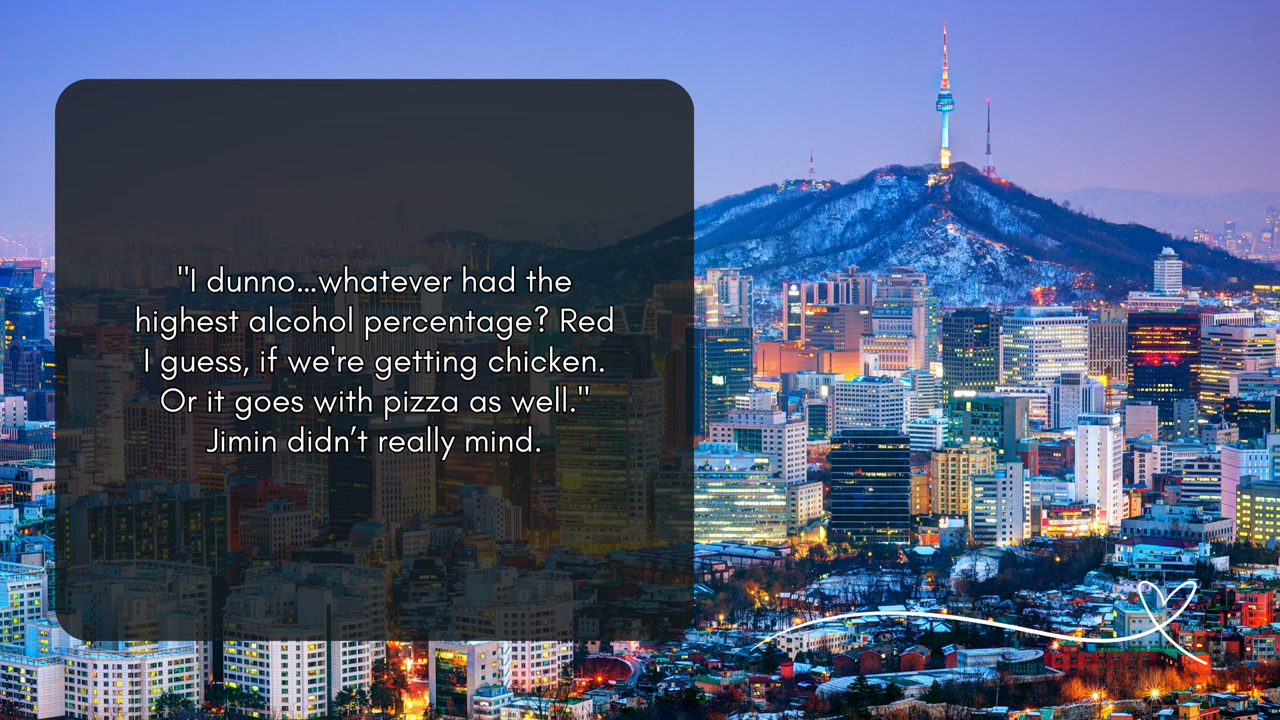 "I dunno...whatever had the
highest alcohol percentage? Red
I guess, if we're getting chicken.
Or it goes with pizza as well."
Jimin didn’t really mind.